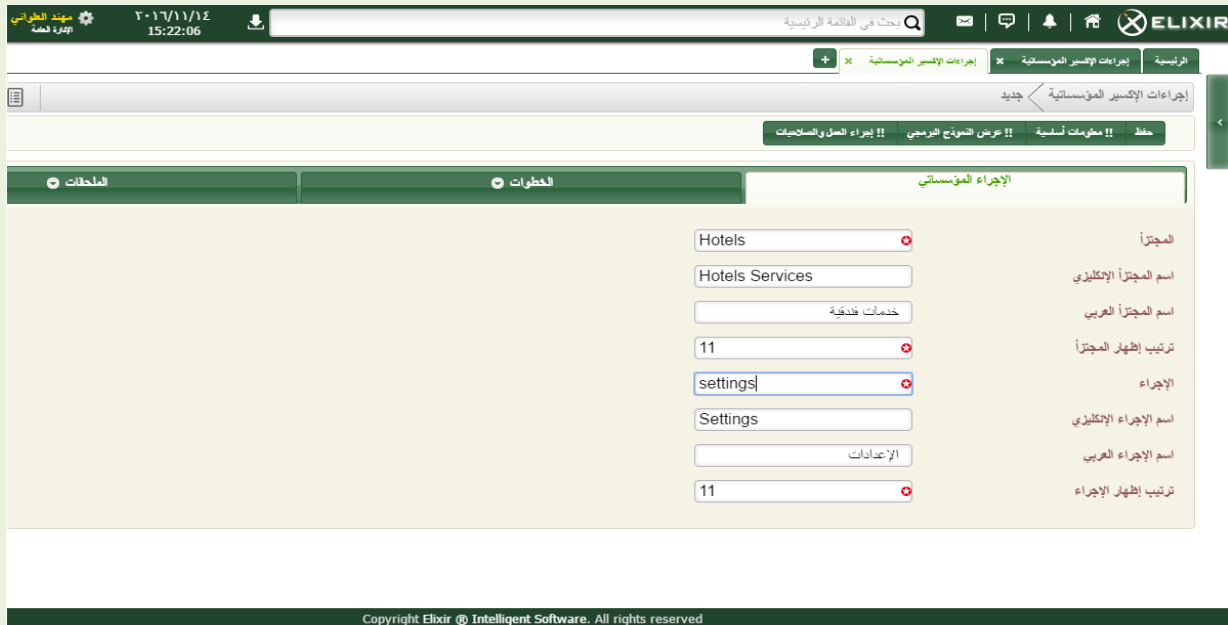 ELIXIR
بحث في القائمة الرئيسية
٢٠١٦/١١/١٤
15:22:06
مهند العلواني
الإدارة العامة
الرئيسية
إجراءات الإكسير المؤسساتية ×
إجراءات الإكسير المؤسساتية ×
+
إجراءات الإكسير المؤسساتية > جديد
حفظ !! معلومات أساسية !! عرض النموذج البرمجي !! إجراء العمل والصلاحيات
الإجراء المؤسساتي
الخطوات
الملحقات
المجتزأ Hotels
اسم المجتزأ الإنكليزي Hotels Services
اسم المجتزأ العربي خدمات فندقية
ترتيب إظهار المجتزأ 11
الإجراء settings
اسم الإجراء الإنكليزي Settings
اسم الإجراء العربي الإعدادات
ترتيب إظهار الإجراء 11
Copyright Elixir ® Intelligent Software. All rights reserved